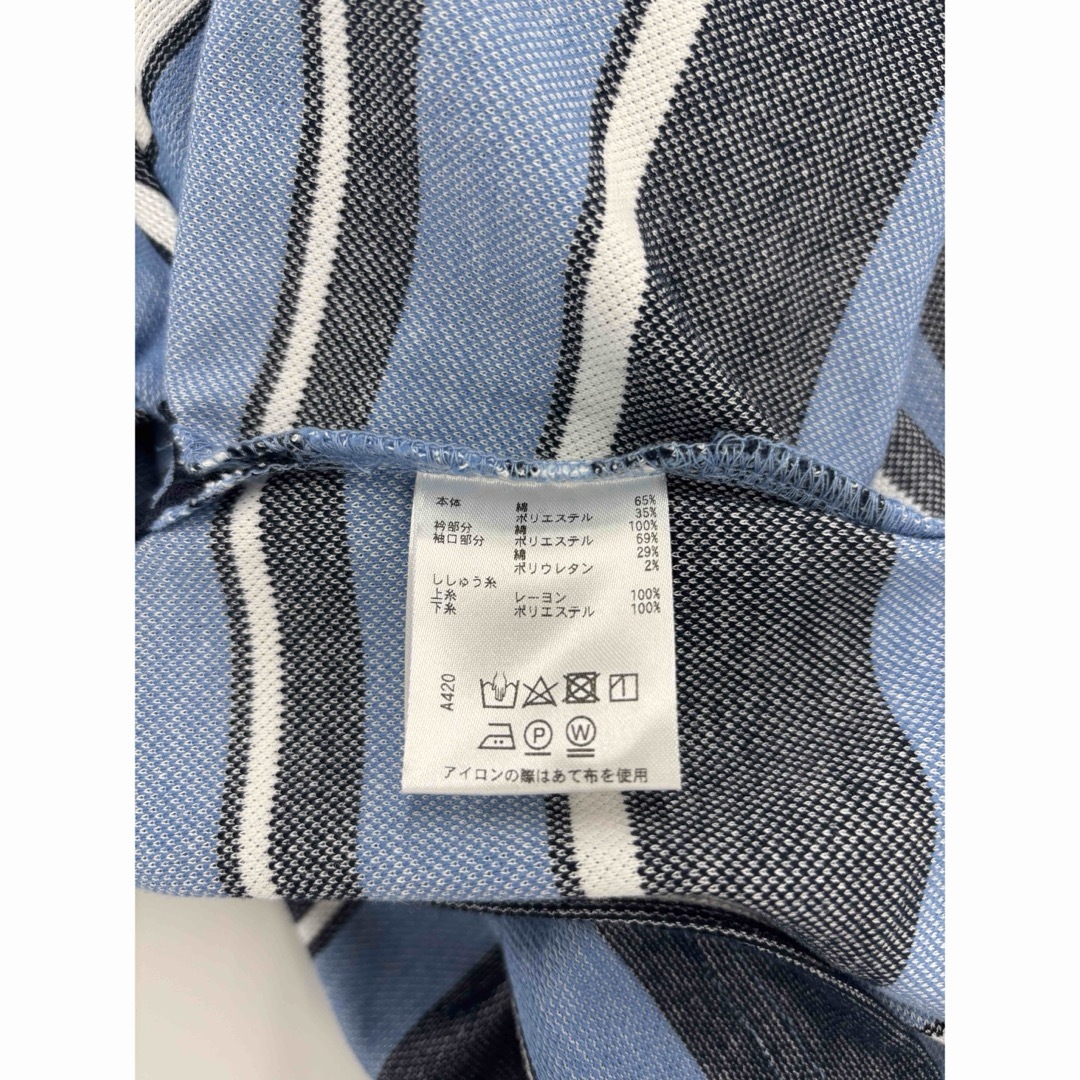 本体 綿 65%
ポリエステル 35%
衿部分 綿 100%
袖口部分 ポリエステル 69%
綿 29%
ポリウレタン 2%
ししゅう糸
上糸 レーヨン 100%
下糸 ポリエステル 100%
A420
P W
アイロンの際はあて布を使用